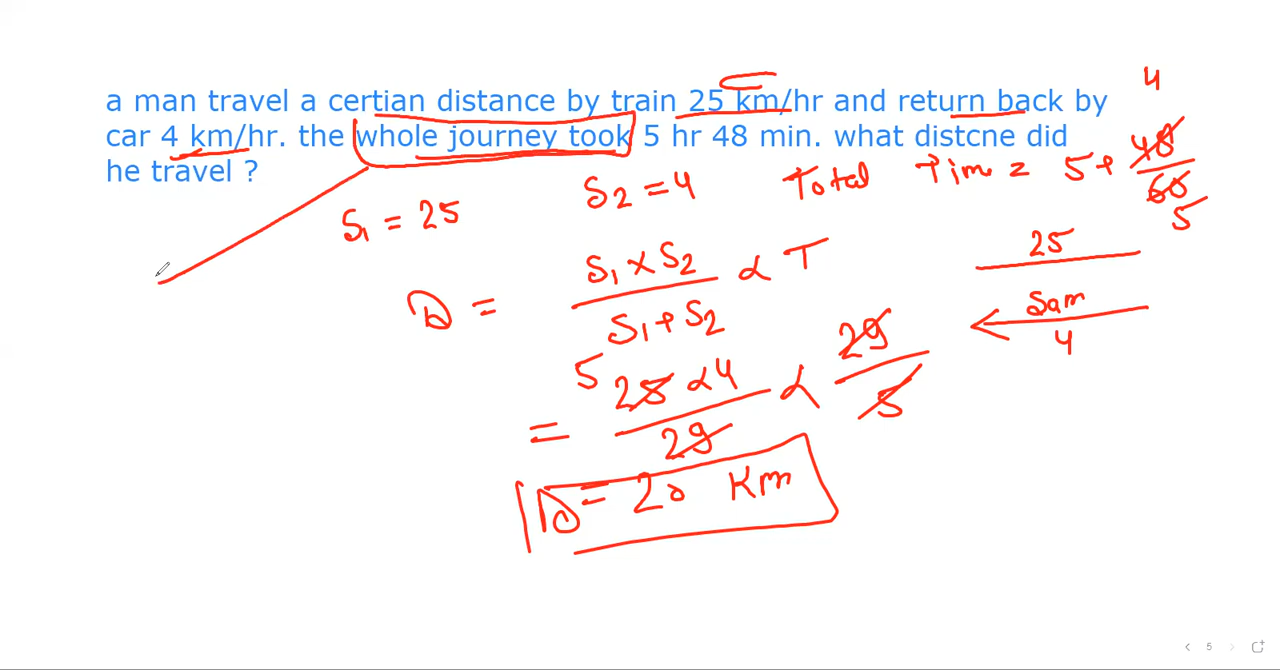 a man travel a certian distance by train 25 km/hr and return back by
car 4 km/hr. the whole journey took 5 hr 48 min. what distcne did
he travel ?
4
S1 = 25
S2 = 4
Total Time = 5 + 48/60
5
D = S1 × S2 / S1 + S2 × T
25
Sam
4
5
= 25 × 4 / 29 × 29/5
D = 20 Km
5